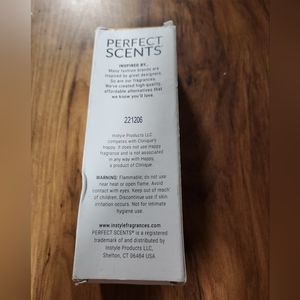 PERFECT
SCENTS
INSPIRED BY...
Many fashion brands are
inspired by great designers.
So are our fragrances.
We've created high quality,
affordable alternatives that
we know you'll love.
221206
Instyle Products LLC
competes with Clinique's
Happy. It does not use Happy
fragrance and is not associated
in any way with Happy,
a product of Clinique.
WARNING: Flammable; do not use
near heat or open flame. Avoid
contact with eyes. Keep out of reach
of children. Discontinue use if skin
irritation occurs. Not for intimate
hygiene use.
www.instylefragrances.com
PERFECT SCENTS® is a registered
trademark of and distributed by
Instyle Products LLC,
Shelton, CT 06484 USA